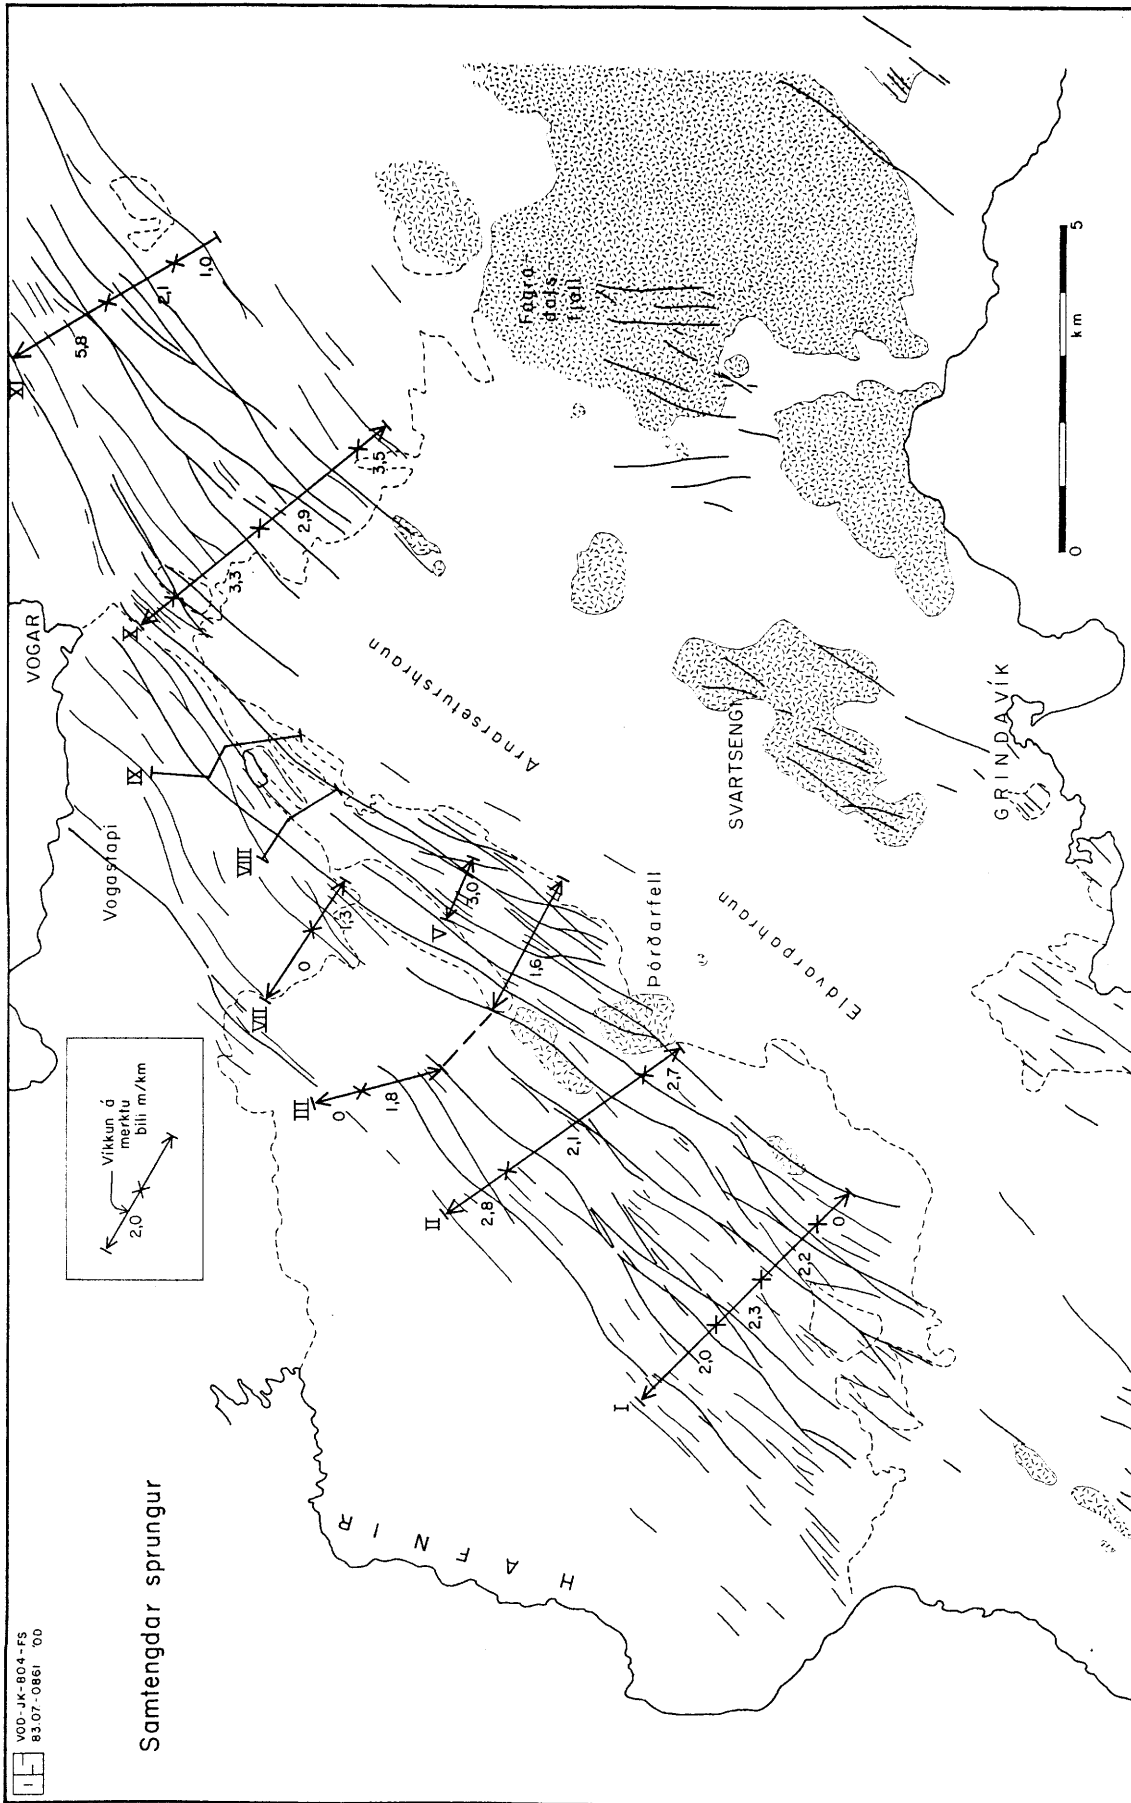 VOD-JK-804-FS
83.07.-0861 'OD
Samtengdar sprungur
Víkkun á
merktu
bili m/km
2,0
HAFNIR
Vogastapi
VOGAR
Arnarseturshraun
Eldvarpahraun
Þórðarfell
SVARTSENGI
GRINDAVÍK
Fagra-
dals-
fjall
I
2,0
2,3
2,2
0
II
2,8
2,1
2,7
III
0
1,8
1,6
V
3,0
VII
0
1,3
VIII
IX
X
3,3
2,9
3,5
XI
5,8
2,1
1,0
0
km
5